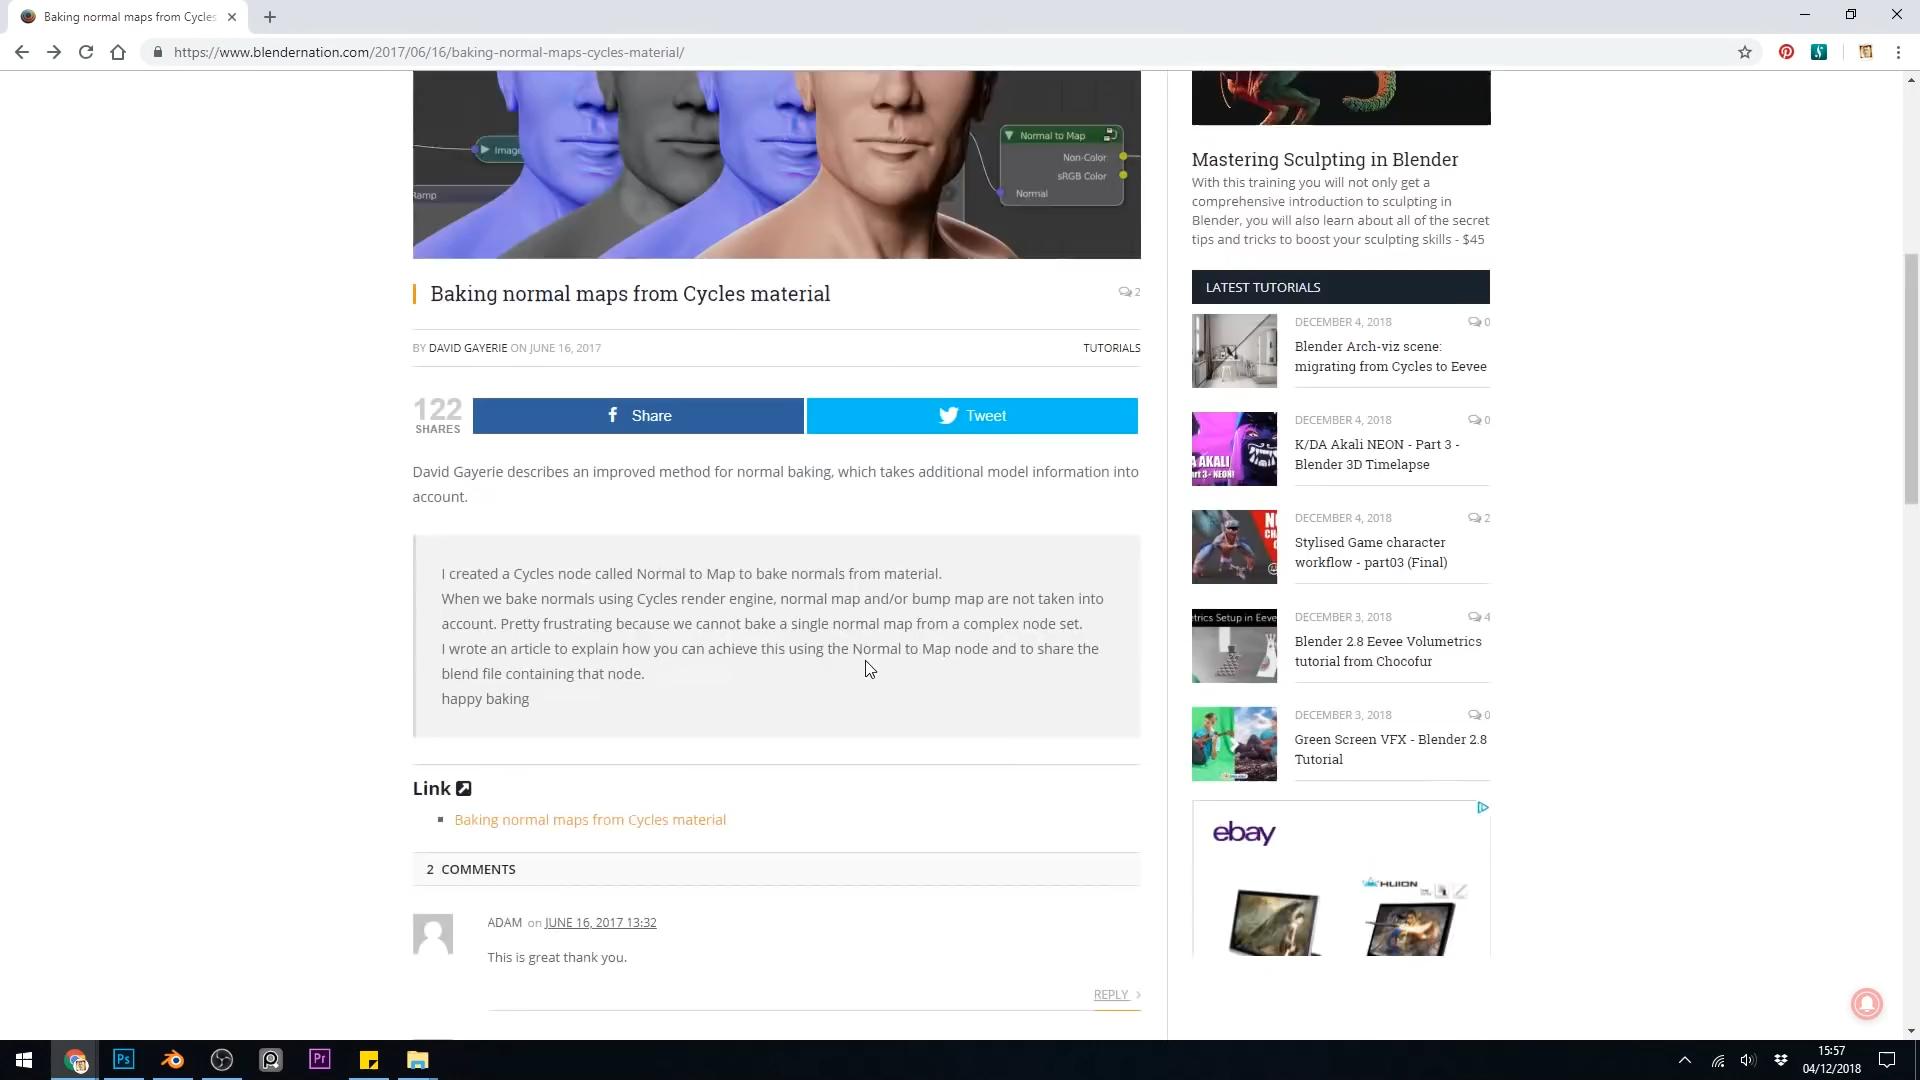 Baking normal maps from Cycles
https://www.blendernation.com/2017/06/16/baking-normal-maps-cycles-material/
Image
Ramp
Normal to Map
Non-Color
sRGB Color
Normal
Baking normal maps from Cycles material
2
BY DAVID GAYERIE ON JUNE 16, 2017
TUTORIALS
122
SHARES
Share
Tweet
David Gayerie describes an improved method for normal baking, which takes additional model information into
account.
I created a Cycles node called Normal to Map to bake normals from material.
When we bake normals using Cycles render engine, normal map and/or bump map are not taken into
account. Pretty frustrating because we cannot bake a single normal map from a complex node set.
I wrote an article to explain how you can achieve this using the Normal to Map node and to share the
blend file containing that node.
happy baking
Link
Baking normal maps from Cycles material
2 COMMENTS
ADAM on JUNE 16, 2017 13:32
This is great thank you.
REPLY
Mastering Sculpting in Blender
With this training you will not only get a
comprehensive introduction to sculpting in
Blender, you will also learn about all of the secret
tips and tricks to boost your sculpting skills - $45
LATEST TUTORIALS
DECEMBER 4, 2018
0
Blender Arch-viz scene:
migrating from Cycles to Eevee
DECEMBER 4, 2018
0
K/DA Akali NEON - Part 3 -
Blender 3D Timelapse
A AKALI
DECEMBER 4, 2018
2
Stylised Game character
workflow - part03 (Final)
DECEMBER 3, 2018
4
Blender 2.8 Eevee Volumetrics
tutorial from Chocofur
DECEMBER 3, 2018
0
Green Screen VFX - Blender 2.8
Tutorial
ebay
HUION
Ps
Pr
15:57
04/12/2018